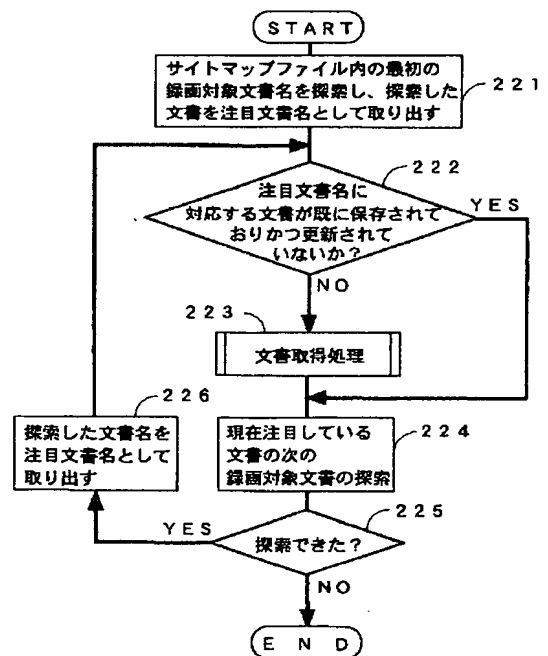 START
サイトマップファイル内の最初の
録画対象文書名を探索し、探索した
文書を注目文書名として取り出す
221
222
注目文書名に
対応する文書が既に保存されて
おりかつ更新されて
いないか?
YES
NO
223
文書取得処理
226
探索した文書名を
注目文書名として
取り出す
現在注目している
文書の次の
録画対象文書の探索
224
225
YES
探索できた?
NO
END